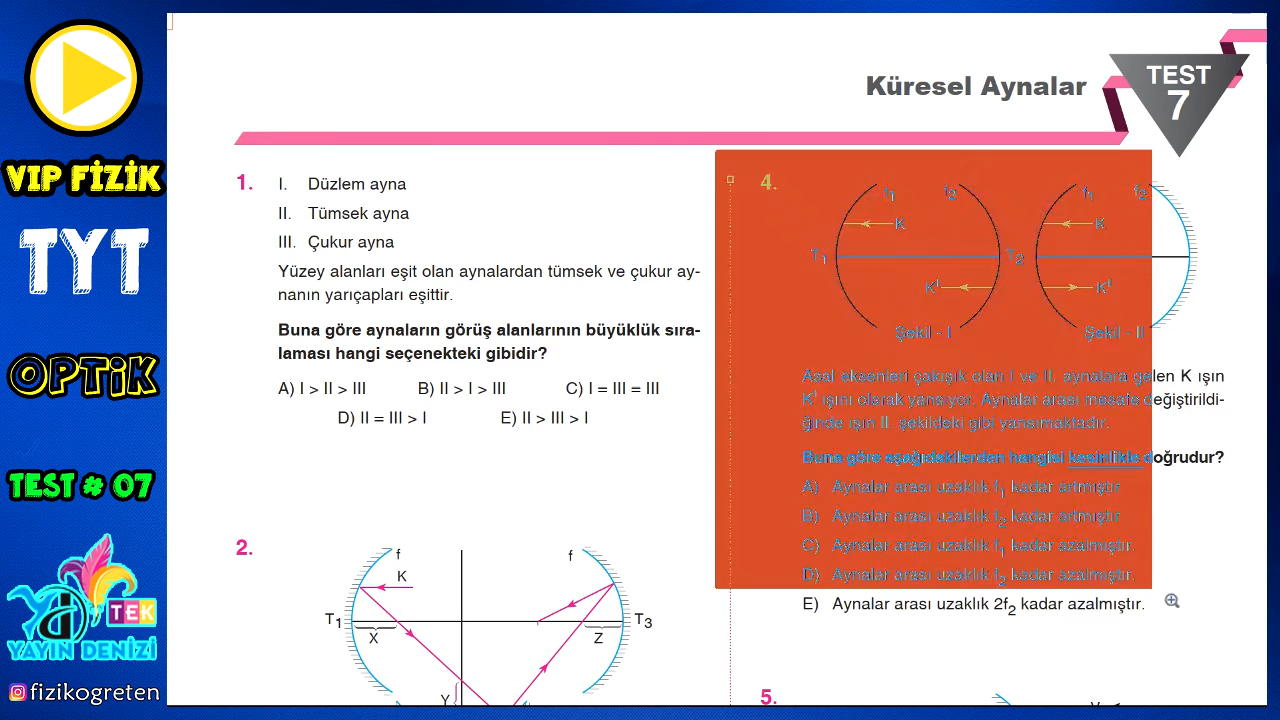 VIP FİZİK
TYT
OPTİK
TEST # 07
TEK
YAYIN DENİZİ
fizikogreten
Küresel Aynalar
TEST
7
1.
I. Düzlem ayna
II. Tümsek ayna
III. Çukur ayna
Yüzey alanları eşit olan aynalardan tümsek ve çukur ay-
nanın yarıçapları eşittir.
Buna göre aynaların görüş alanlarının büyüklük sıra-
laması hangi seçenekteki gibidir?
A) I > II > III B) II > I > III C) I = III = III
D) II = III > I E) II > III > I
2.
f f
K
T1 T3
X Z
Y
4.
f1 f2 f1 f2
K K
T1 T2
K' K'
Şekil - I Şekil - II
Asal eksenleri çakışık olan I ve II. aynalara gelen K ışın
K' ışını olarak yansıyor. Aynalar arası mesafe değiştirildi-
ğinde ışın II. şekildeki gibi yansımaktadır.
Buna göre aşağıdakilerden hangisi kesinlikle doğrudur?
A) Aynalar arası uzaklık f1 kadar artmıştır
B) Aynalar arası uzaklık f2 kadar artmıştır
C) Aynalar arası uzaklık f1 kadar azalmıştır.
D) Aynalar arası uzaklık f2 kadar azalmıştır.
E) Aynalar arası uzaklık 2f2 kadar azalmıştır.
5.